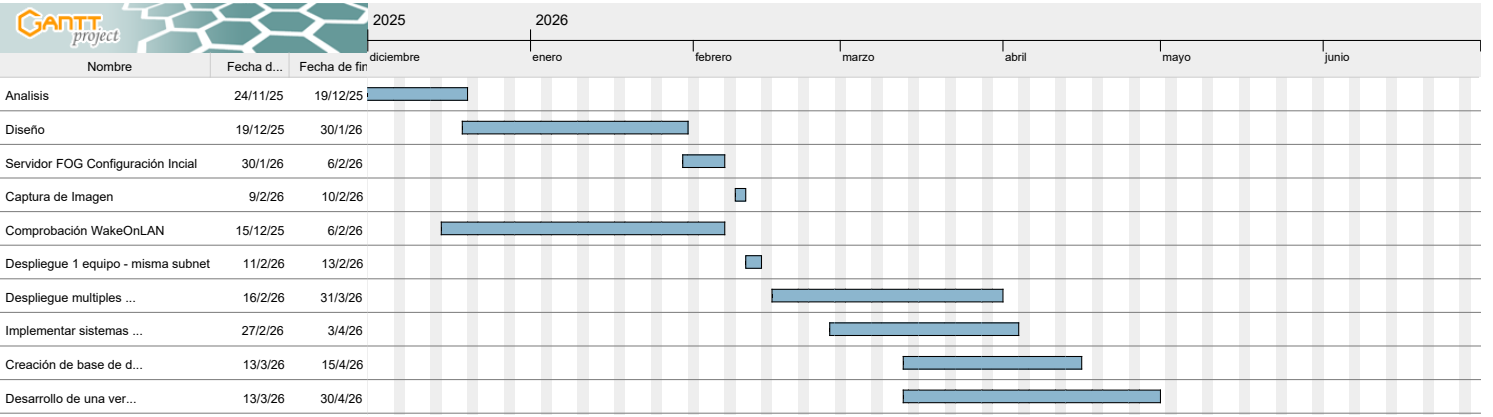 GANTT
project
2025 2026
diciembre enero febrero marzo abril mayo junio
Nombre Fecha d... Fecha de fin
Analisis 24/11/25 19/12/25
Diseño 19/12/25 30/1/26
Servidor FOG Configuración Incial 30/1/26 6/2/26
Captura de Imagen 9/2/26 10/2/26
Comprobación WakeOnLAN 15/12/25 6/2/26
Despliegue 1 equipo - misma subnet 11/2/26 13/2/26
Despliegue multiples ... 16/2/26 31/3/26
Implementar sistemas ... 27/2/26 3/4/26
Creación de base de d... 13/3/26 15/4/26
Desarrollo de una ver... 13/3/26 30/4/26